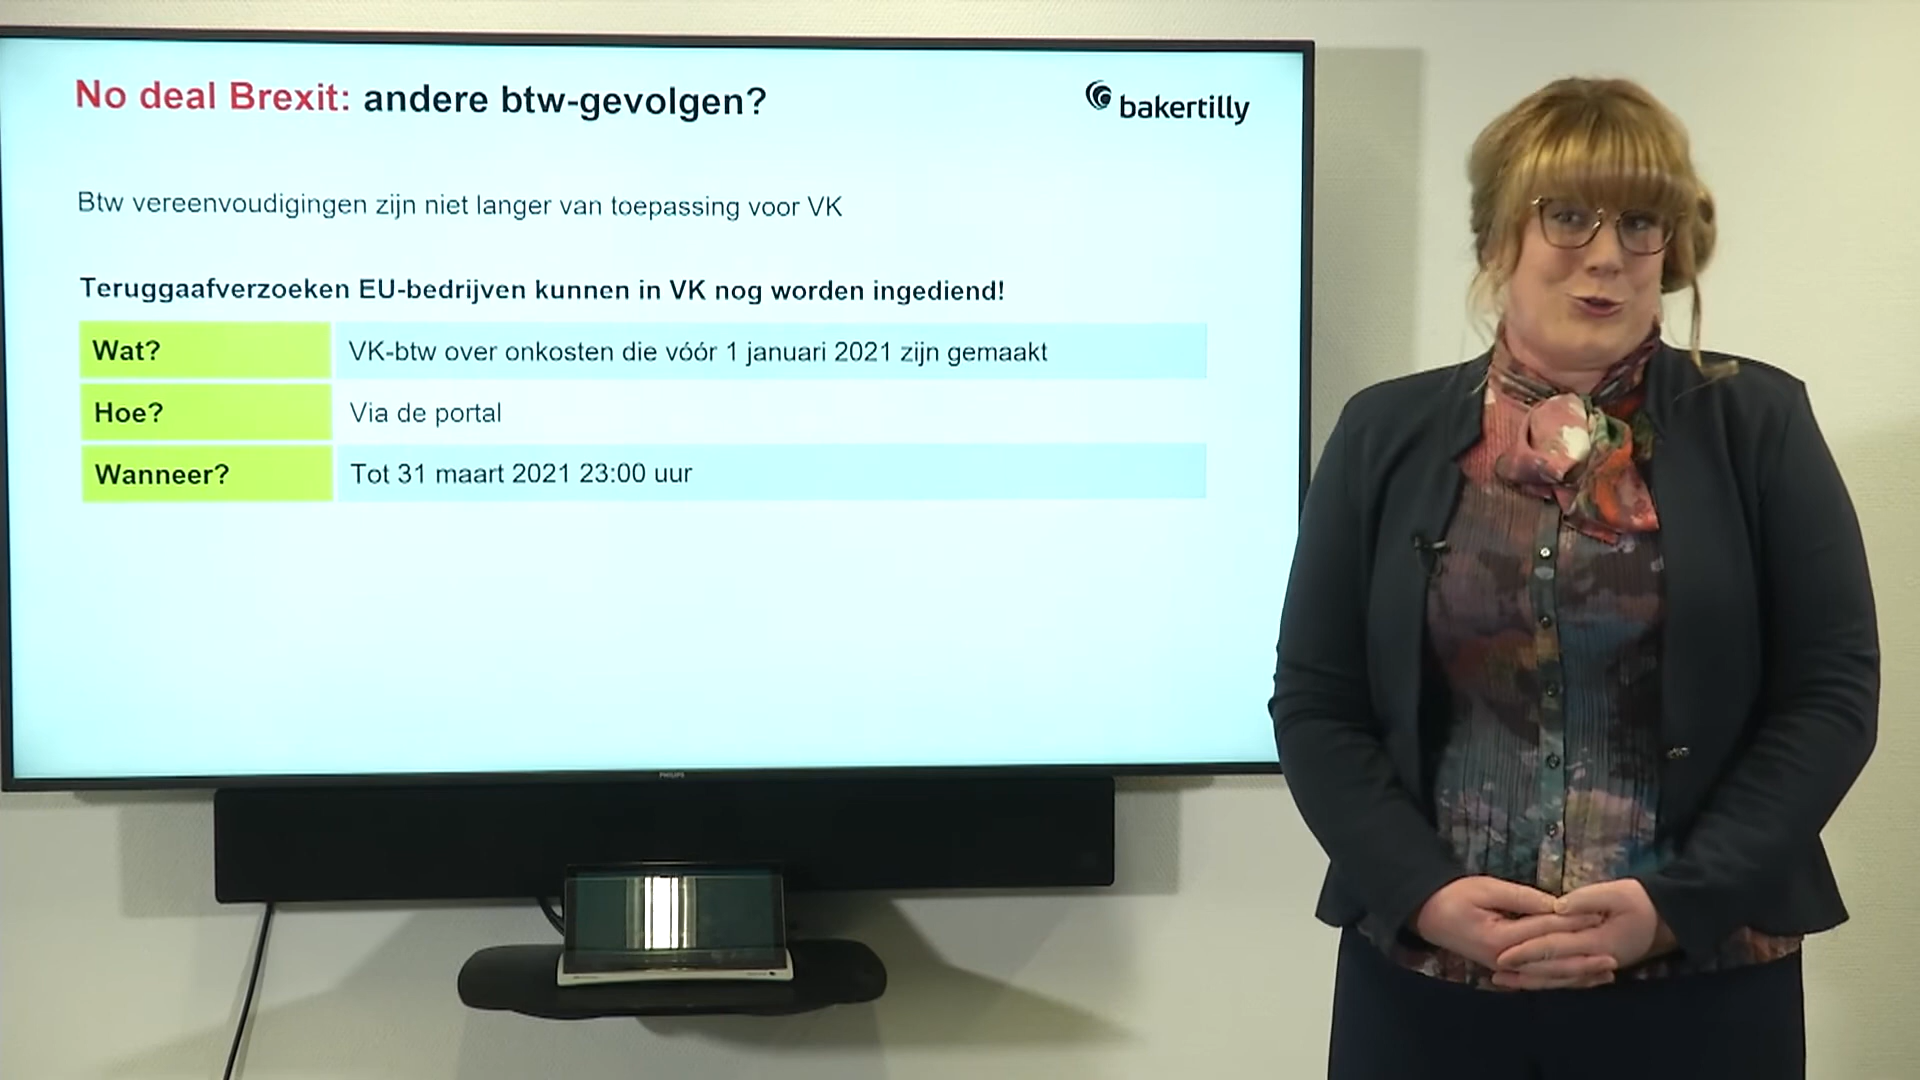 No deal Brexit: andere btw-gevolgen?
bakertilly
Btw vereenvoudigingen zijn niet langer van toepassing voor VK
Teruggaafverzoeken EU-bedrijven kunnen in VK nog worden ingediend!
Wat? VK-btw over onkosten die vóór 1 januari 2021 zijn gemaakt
Hoe? Via de portal
Wanneer? Tot 31 maart 2021 23:00 uur
PHILIPS